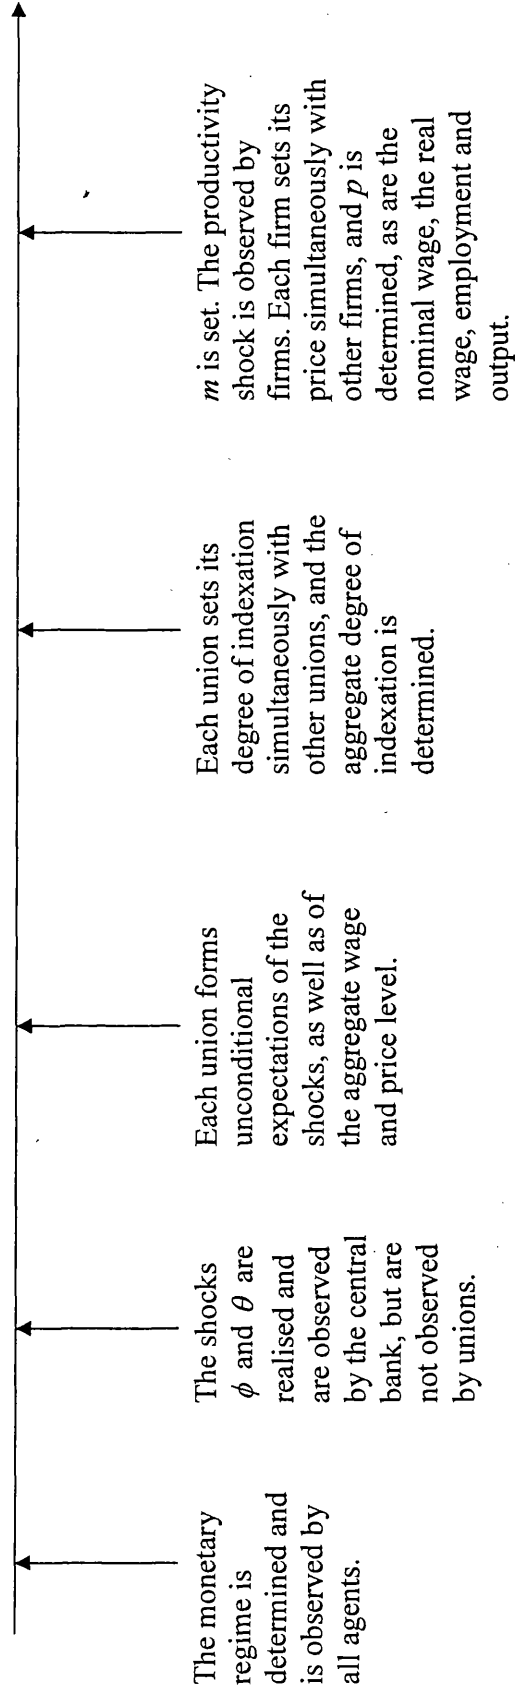 The monetary
regime is
determined and
is observed by
all agents.
The shocks
ϕ and θ are
realised and
are observed
by the central
bank, but are
not observed
by unions.
Each union forms
unconditional
expectations of the
shocks, as well as of
the aggregate wage
and price level.
Each union sets its
degree of indexation
simultaneously with
other unions, and the
aggregate degree of
indexation is
determined.
m is set. The productivity
shock is observed by
firms. Each firm sets its
price simultaneously with
other firms, and p is
determined, as are the
nominal wage, the real
wage, employment and
output.